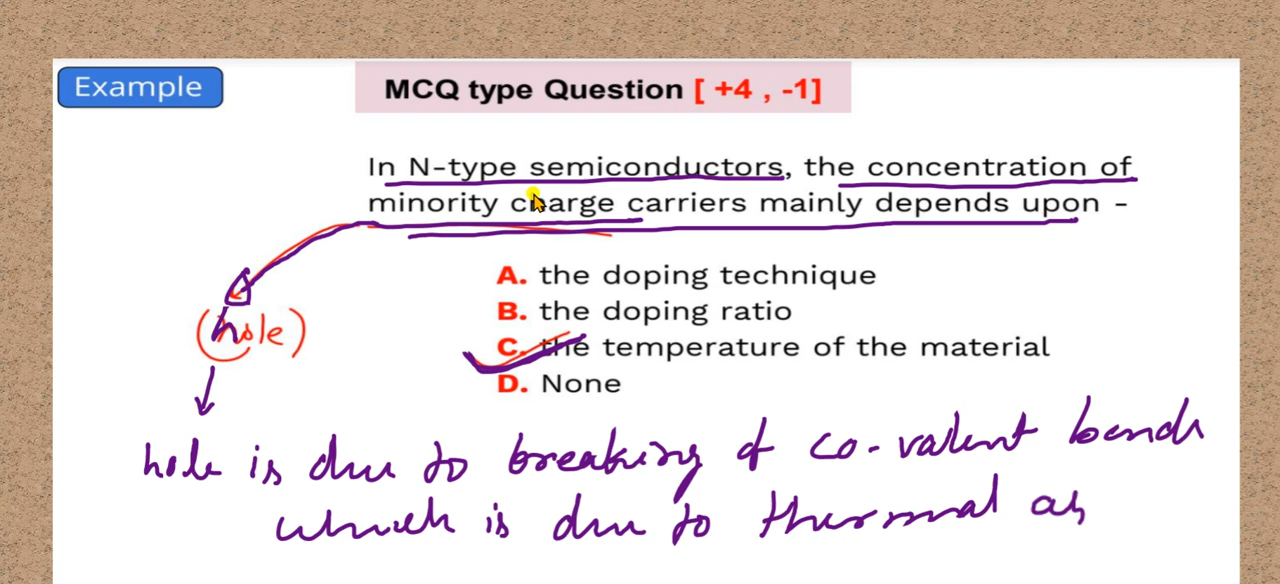 Example
MCQ type Question [ +4 , -1]
In N-type semiconductors, the concentration of
minority charge carriers mainly depends upon -
A. the doping technique
B. the doping ratio
C. the temperature of the material
D. None
(hole)
hole is due to breaking of co-valent bonds
which is due to thermal